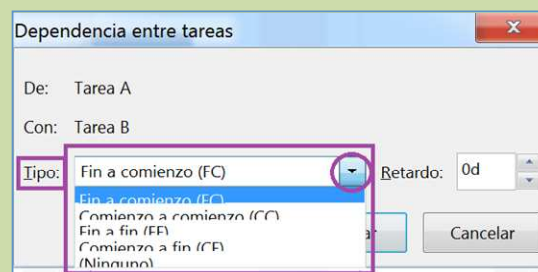 Dependencia entre tareas
De: Tarea A
Con: Tarea B
Tipo: Fin a comienzo (FC) Retardo: 0d
Fin a comienzo (FC)
Comienzo a comienzo (CC)
Fin a fin (FF)
Comienzo a fin (CF)
(Ninguno)
Cancelar